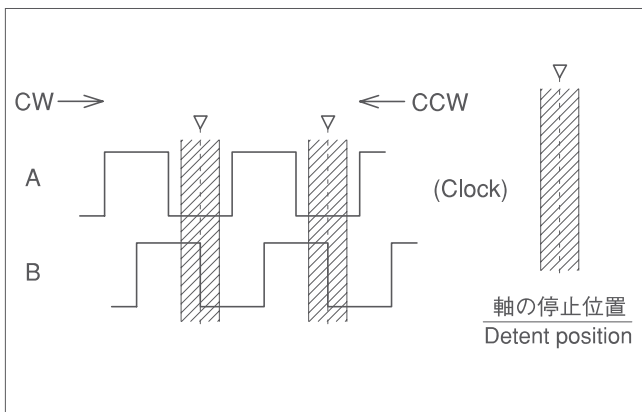 CW
CCW
A
(Clock)
B
軸の停止位置
Detent position